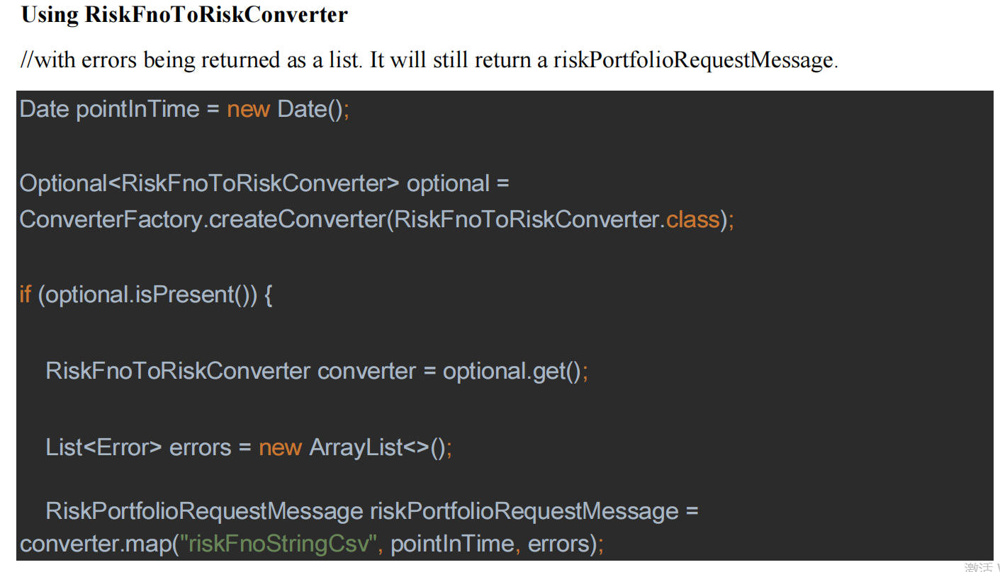 Using RiskFnoToRiskConverter
//with errors being returned as a list. It will still return a riskPortfolioRequestMessage.
Date pointInTime = new Date();
Optional<RiskFnoToRiskConverter> optional =
ConverterFactory.createConverter(RiskFnoToRiskConverter.class);
if (optional.isPresent()) {
RiskFnoToRiskConverter converter = optional.get();
List<Error> errors = new ArrayList<>();
RiskPortfolioRequestMessage riskPortfolioRequestMessage =
converter.map("riskFnoStringCsv", pointInTime, errors);
激活